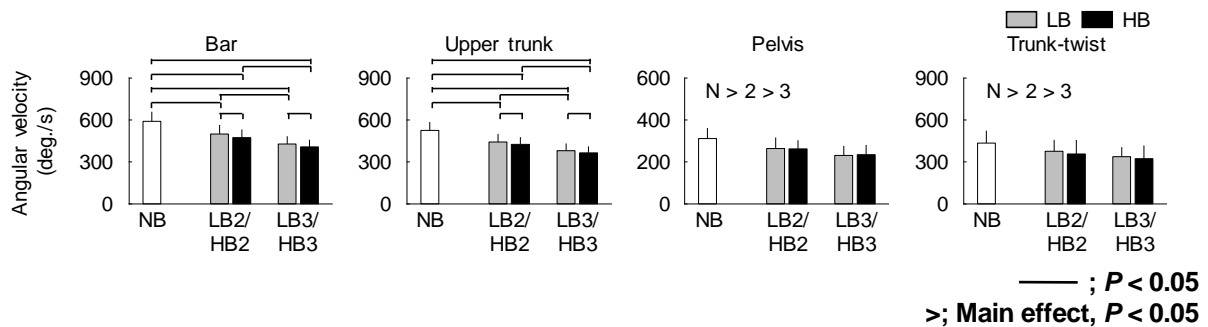 LB HB
Bar Upper trunk Pelvis Trunk-twist
Angular velocity
(deg./s)
900 900 600 900
N > 2 > 3 N > 2 > 3
600 600 400 600
300 300 200 300
0 0 0 0
NB LB2/ LB3/ NB LB2/ LB3/ NB LB2/ LB3/ NB LB2/ LB3/
HB2 HB3 HB2 HB3 HB2 HB3 HB2 HB3
; P < 0.05
>; Main effect, P < 0.05